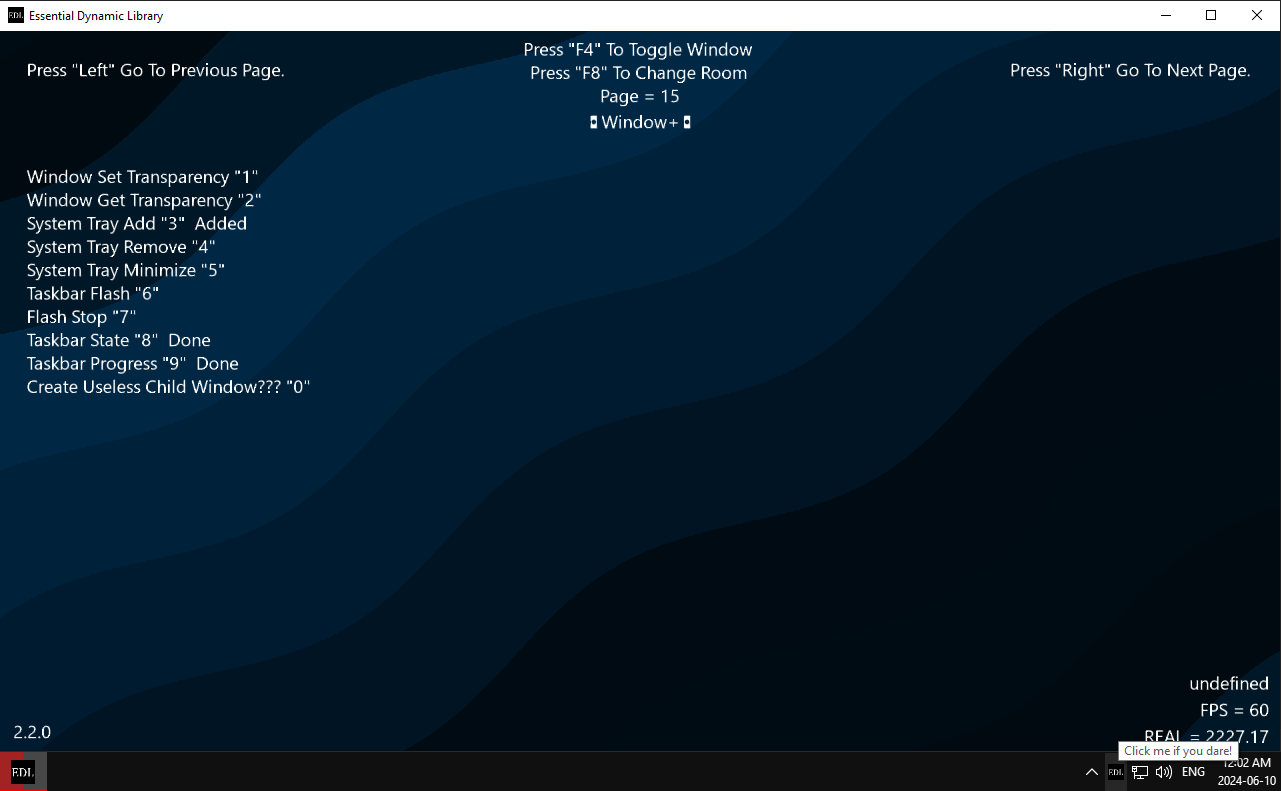 EDL Essential Dynamic Library
Press "F4" To Toggle Window
Press "Left" Go To Previous Page.
Press "F8" To Change Room
Press "Right" Go To Next Page.
Page = 15
Window+
Window Set Transparency "1"
Window Get Transparency "2"
System Tray Add "3"  Added
System Tray Remove "4"
System Tray Minimize "5"
Taskbar Flash "6"
Flash Stop "7"
Taskbar State "8"  Done
Taskbar Progress "9"  Done
Create Useless Child Window??? "0"
undefined
FPS = 60
2.2.0
REAL = 2227.17
Click me if you dare!
EDL
EDL
ENG
12:02 AM
2024-06-10